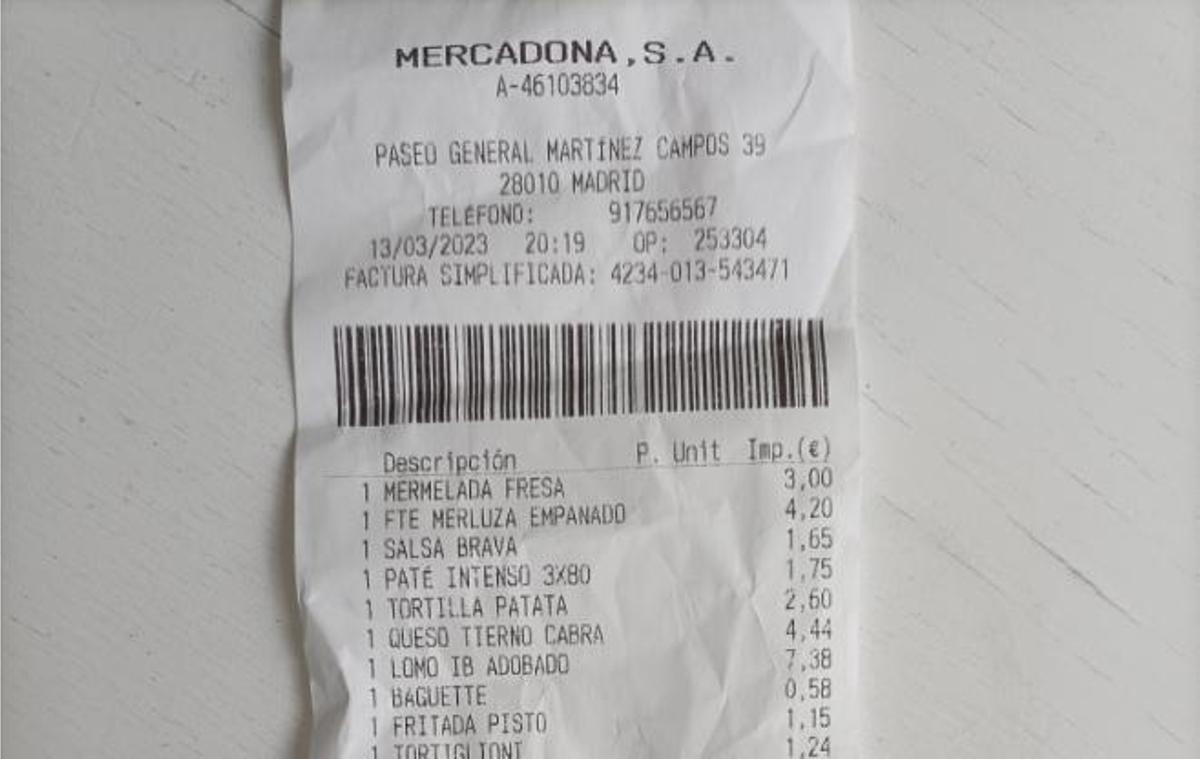 MERCADONA,S.A.
A-46103834
PASEO GENERAL MARTÍNEZ CAMPOS 39
28010 MADRID
TELÉFONO: 917656567
13/03/2023 20:19 OP: 253304
FACTURA SIMPLIFICADA: 4234-013-543471
Descripción P. Unit Imp.(€)
1 MERMELADA FRESA 3,00
1 FTE MERLUZA EMPANADO 4,20
1 SALSA BRAVA 1,65
1 PATÉ INTENSO 3X80 1,75
1 TORTILLA PATATA 2,60
1 QUESO TIERNO CABRA 4,44
1 LOMO IB ADOBADO 7,38
1 BAGUETTE 0,58
1 FRITADA PISTO 1,15
1 TORTIGLIONI 1,24